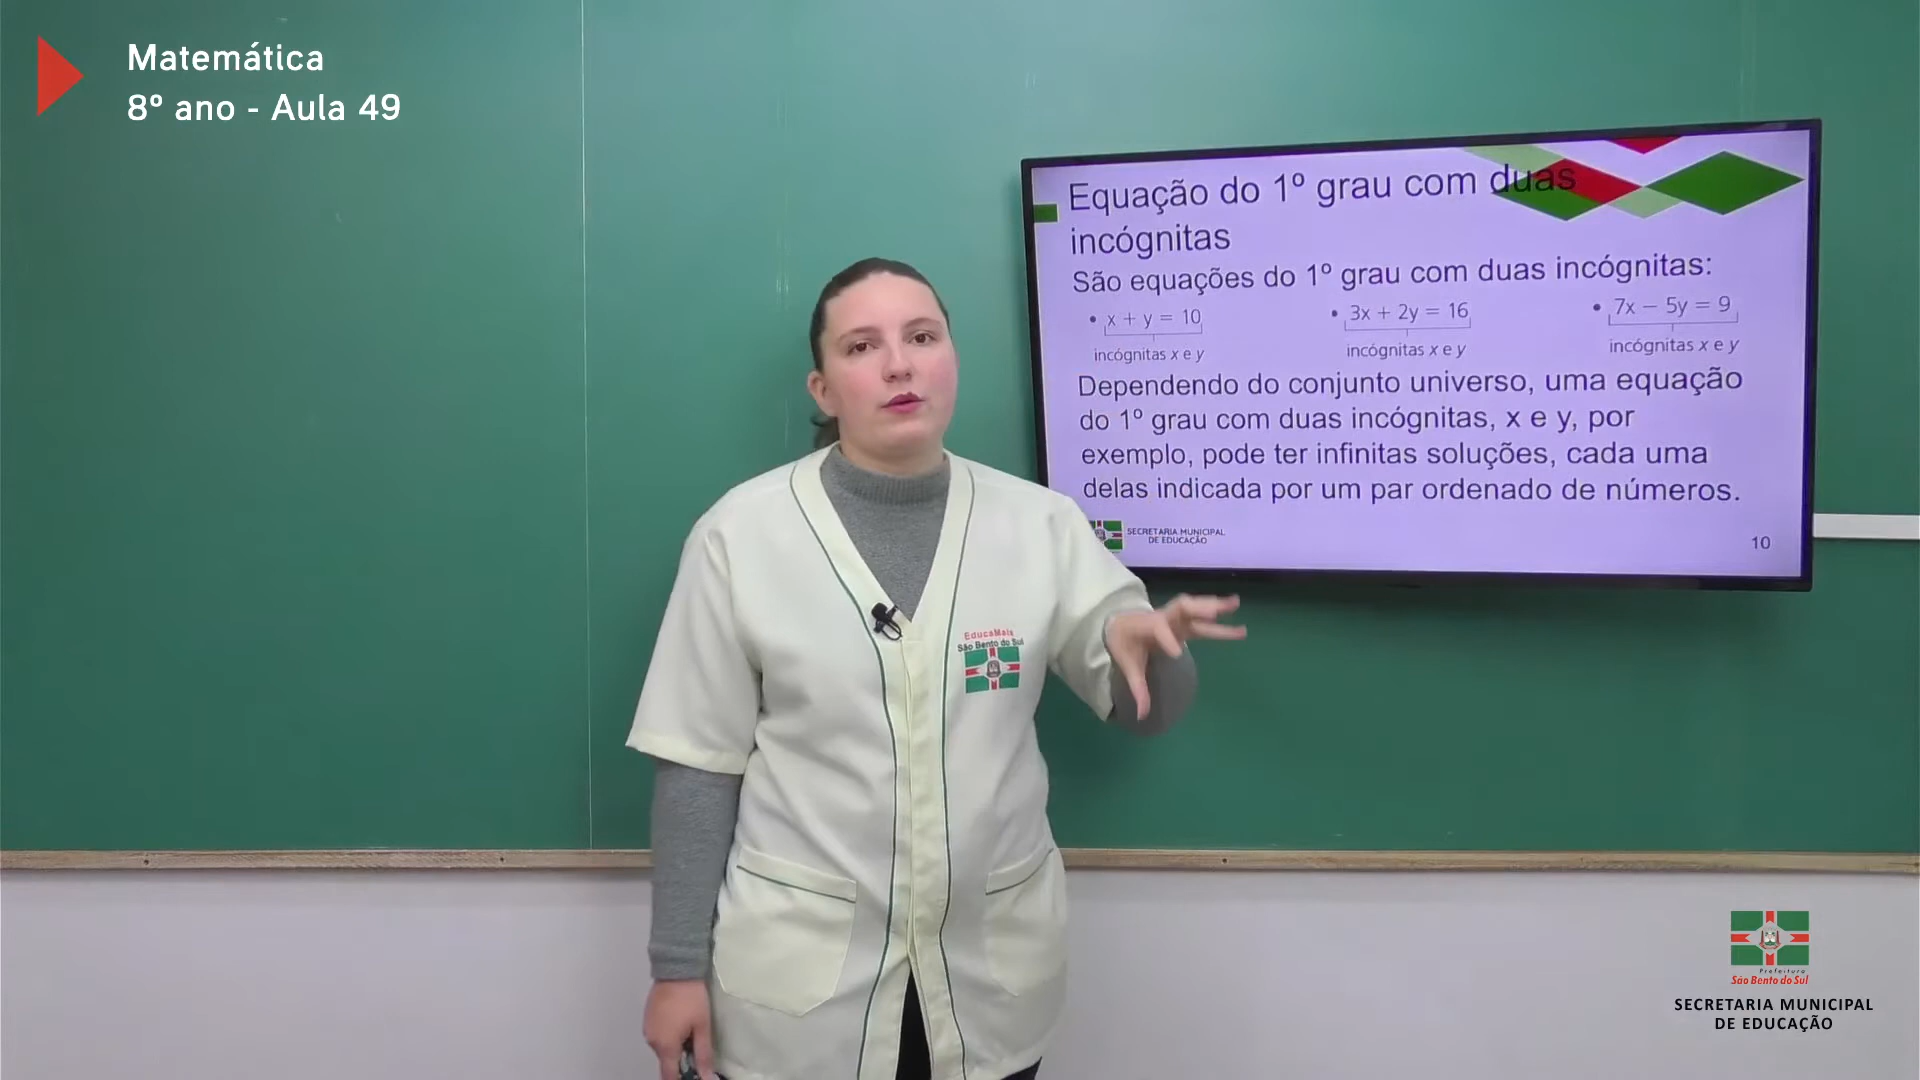 Matemática
8º ano - Aula 49
Equação do 1º grau com duas
incógnitas
São equações do 1º grau com duas incógnitas:
• x + y = 10 • 3x + 2y = 16 • 7x − 5y = 9
incógnitas x e y incógnitas x e y incógnitas x e y
Dependendo do conjunto universo, uma equação
do 1º grau com duas incógnitas, x e y, por
exemplo, pode ter infinitas soluções, cada uma
delas indicada por um par ordenado de números.
SECRETARIA MUNICIPAL
DE EDUCAÇÃO
10
EducaMais
São Bento do Sul
Prefeitura
São Bento do Sul
SECRETARIA MUNICIPAL
DE EDUCAÇÃO